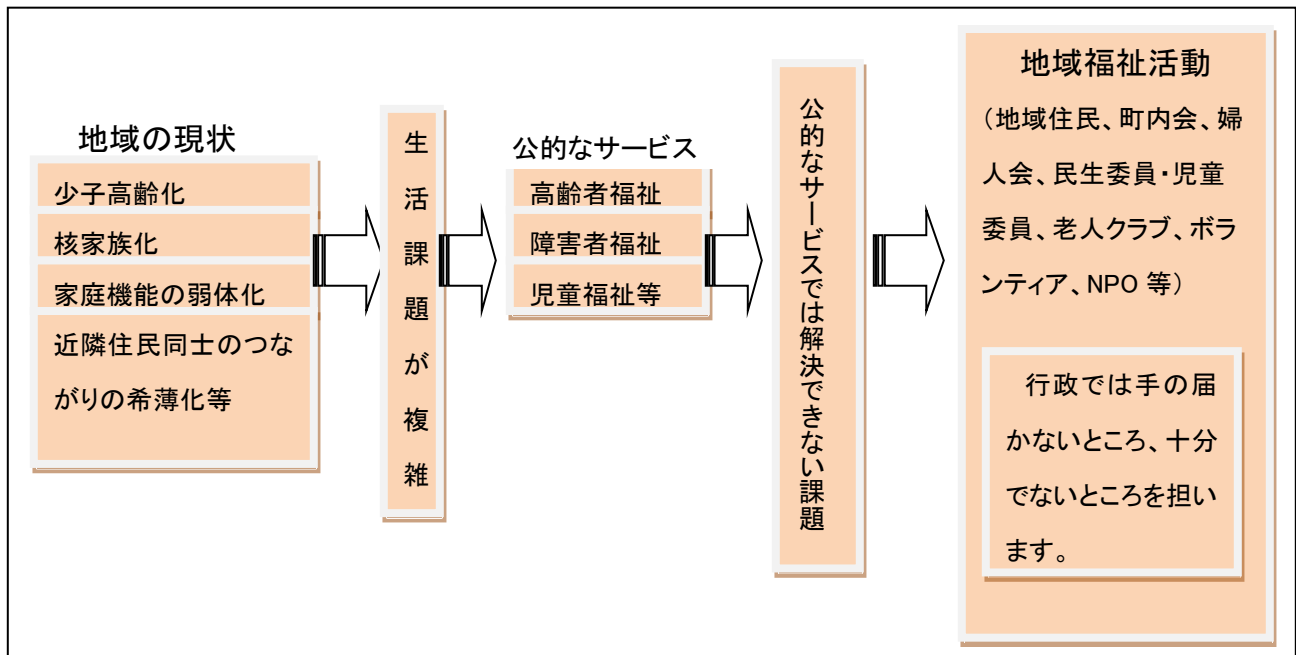 地域の現状
少子高齢化
核家族化
家庭機能の弱体化
近隣住民同士のつな
がりの希薄化等
生活課題が複雑
公的なサービス
高齢者福祉
障害者福祉
児童福祉等
公的なサービスでは解決できない課題
地域福祉活動
（地域住民、町内会、婦
人会、民生委員・児童
委員、老人クラブ、ボラ
ンティア、NPO 等）
行政では手の届
かないところ、十分
でないところを担い
ます。